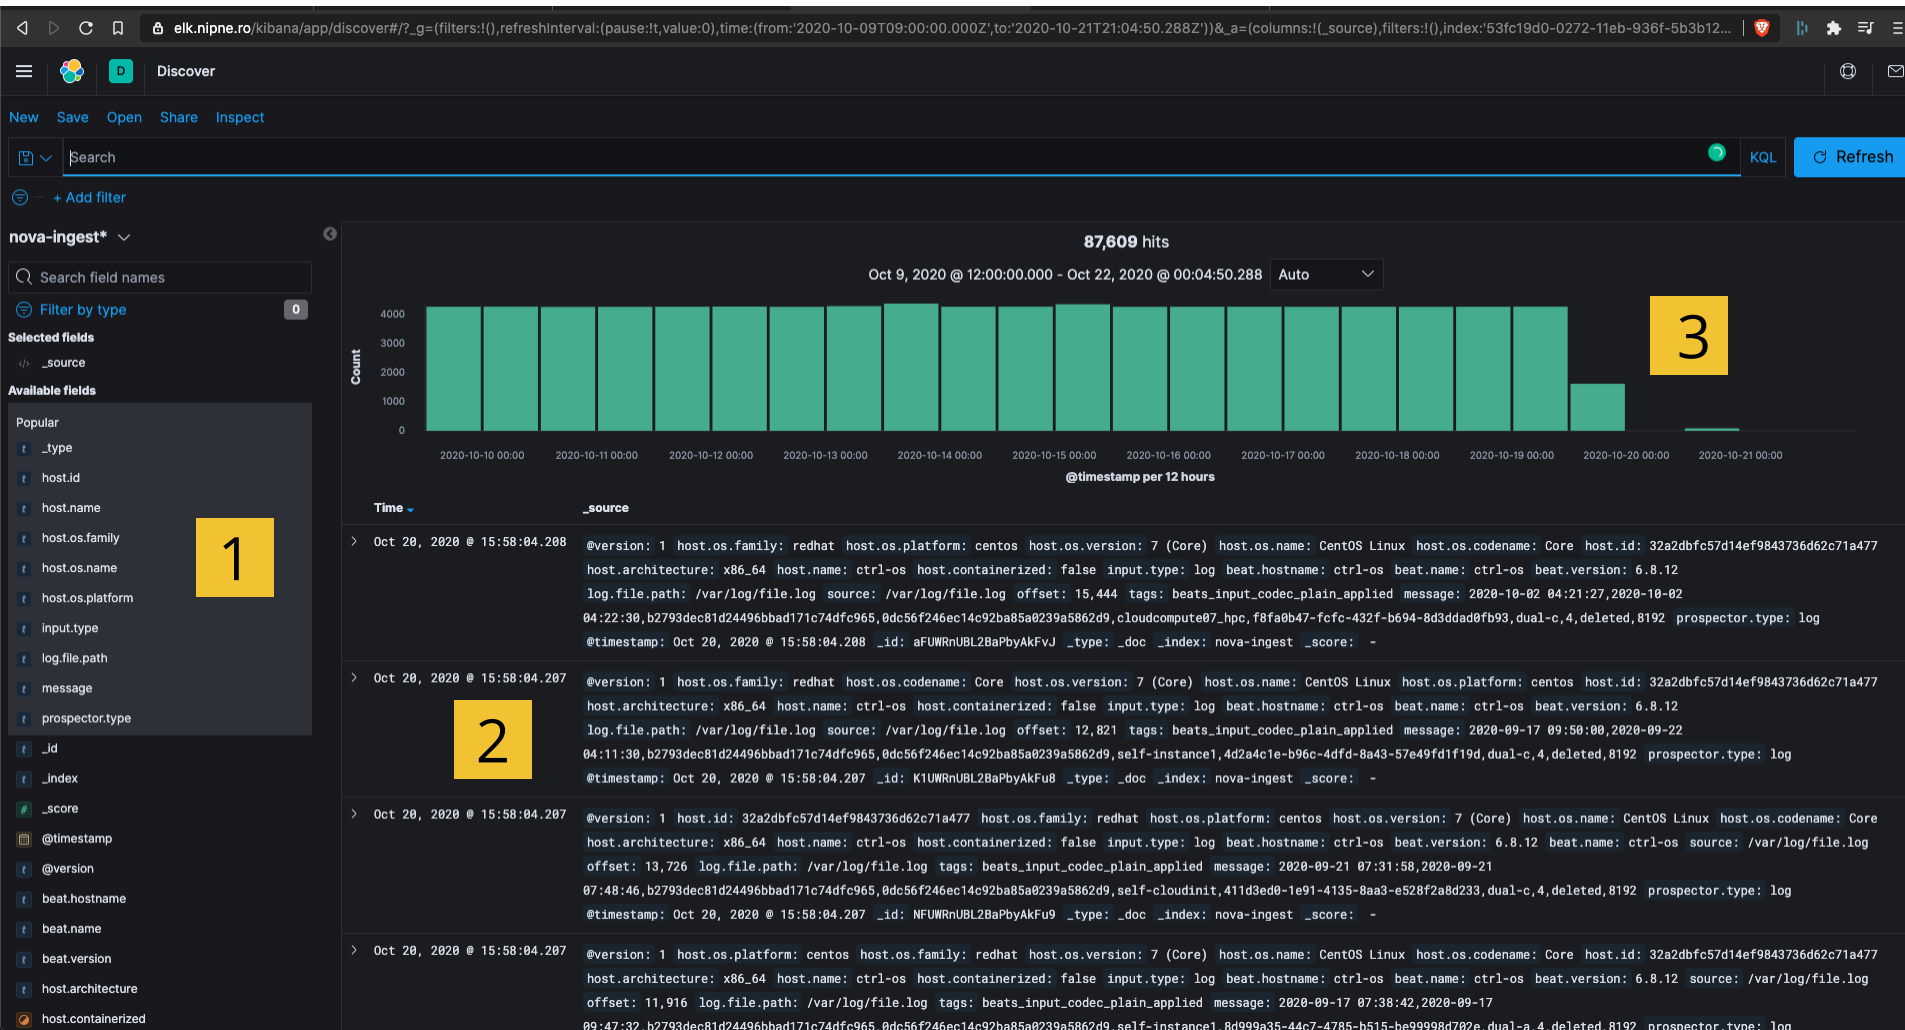 elk.nipne.ro/kibana/app/discover#/?_g=(filters:!(),refreshInterval:(pause:!t,value:0),time:(from:'2020-10-09T09:00:00.000Z',to:'2020-10-21T21:04:50.288Z'))&_a=(columns:!(_source),filters:!(),index:'53fc19d0-0272-11eb-936f-5b3b12...
D Discover
New Save Open Share Inspect
Search KQL Refresh
+ Add filter
nova-ingest*
Search field names
Filter by type 0
Selected fields
_source
Available fields
Popular
_type
host.id
host.name
host.os.family
host.os.name
host.os.platform
input.type
log.file.path
message
prospector.type
_id
_index
_score
@timestamp
@version
beat.hostname
beat.name
beat.version
host.architecture
host.containerized
1
87,609 hits
Oct 9, 2020 @ 12:00:00.000 - Oct 22, 2020 @ 00:04:50.288 Auto
Count
4000
3000
2000
1000
0
2020-10-10 00:00 2020-10-11 00:00 2020-10-12 00:00 2020-10-13 00:00 2020-10-14 00:00 2020-10-15 00:00 2020-10-16 00:00 2020-10-17 00:00 2020-10-18 00:00 2020-10-19 00:00 2020-10-20 00:00 2020-10-21 00:00
@timestamp per 12 hours
3
Time _source
Oct 20, 2020 @ 15:58:04.208 @version: 1 host.os.family: redhat host.os.platform: centos host.os.version: 7 (Core) host.os.name: CentOS Linux host.os.codename: Core host.id: 32a2dbfc57d14ef9843736d62c71a477
host.architecture: x86_64 host.name: ctrl-os host.containerized: false input.type: log beat.hostname: ctrl-os beat.name: ctrl-os beat.version: 6.8.12
log.file.path: /var/log/file.log source: /var/log/file.log offset: 15,444 tags: beats_input_codec_plain_applied message: 2020-10-02 04:21:27,2020-10-02
04:22:30,b2793dec81d24496bbad171c74dfc965,0dc56f246ec14c92ba85a0239a5862d9,cloudcompute07_hpc,f8fa0b47-fcfc-432f-b694-8d3ddad0fb93,dual-c,4,deleted,8192 prospector.type: log
@timestamp: Oct 20, 2020 @ 15:58:04.208 _id: aFUWRnUBL2BaPbyAkFvJ _type: _doc _index: nova-ingest _score: -
Oct 20, 2020 @ 15:58:04.207 @version: 1 host.os.family: redhat host.os.codename: Core host.os.version: 7 (Core) host.os.name: CentOS Linux host.os.platform: centos host.id: 32a2dbfc57d14ef9843736d62c71a477
host.architecture: x86_64 host.name: ctrl-os host.containerized: false input.type: log beat.hostname: ctrl-os beat.name: ctrl-os beat.version: 6.8.12
log.file.path: /var/log/file.log source: /var/log/file.log offset: 12,821 tags: beats_input_codec_plain_applied message: 2020-09-17 09:50:00,2020-09-22
04:11:30,b2793dec81d24496bbad171c74dfc965,0dc56f246ec14c92ba85a0239a5862d9,self-instance1,4d2a4c1e-b96c-4dfd-8a43-57e49fd1f19d,dual-c,4,deleted,8192 prospector.type: log
@timestamp: Oct 20, 2020 @ 15:58:04.207 _id: K1UWRnUBL2BaPbyAkFu8 _type: _doc _index: nova-ingest _score: -
2
Oct 20, 2020 @ 15:58:04.207 @version: 1 host.id: 32a2dbfc57d14ef9843736d62c71a477 host.os.family: redhat host.os.platform: centos host.os.version: 7 (Core) host.os.name: CentOS Linux host.os.codename: Core
host.architecture: x86_64 host.name: ctrl-os host.containerized: false input.type: log beat.hostname: ctrl-os beat.version: 6.8.12 beat.name: ctrl-os source: /var/log/file.log
offset: 13,726 log.file.path: /var/log/file.log tags: beats_input_codec_plain_applied message: 2020-09-21 07:31:58,2020-09-21
07:48:46,b2793dec81d24496bbad171c74dfc965,0dc56f246ec14c92ba85a0239a5862d9,self-cloudinit,411d3ed0-1e91-4135-8aa3-e528f2a8d233,dual-c,4,deleted,8192 prospector.type: log
@timestamp: Oct 20, 2020 @ 15:58:04.207 _id: NFUWRnUBL2BaPbyAkFu9 _type: _doc _index: nova-ingest _score: -
Oct 20, 2020 @ 15:58:04.207 @version: 1 host.os.platform: centos host.os.family: redhat host.os.version: 7 (Core) host.os.name: CentOS Linux host.os.codename: Core host.id: 32a2dbfc57d14ef9843736d62c71a477
host.architecture: x86_64 host.name: ctrl-os host.containerized: false input.type: log beat.hostname: ctrl-os beat.name: ctrl-os beat.version: 6.8.12 source: /var/log/file.log
offset: 11,916 log.file.path: /var/log/file.log tags: beats_input_codec_plain_applied message: 2020-09-17 07:38:42,2020-09-17
09:47:32,b2793dec81d24496bbad171c74dfc965,0dc56f246ec14c92ba85a0239a5862d9,self-instance1,8d999a35-44c7-4785-b515-be99998d702e,dual-a,4,deleted,8192 prospector.type: log